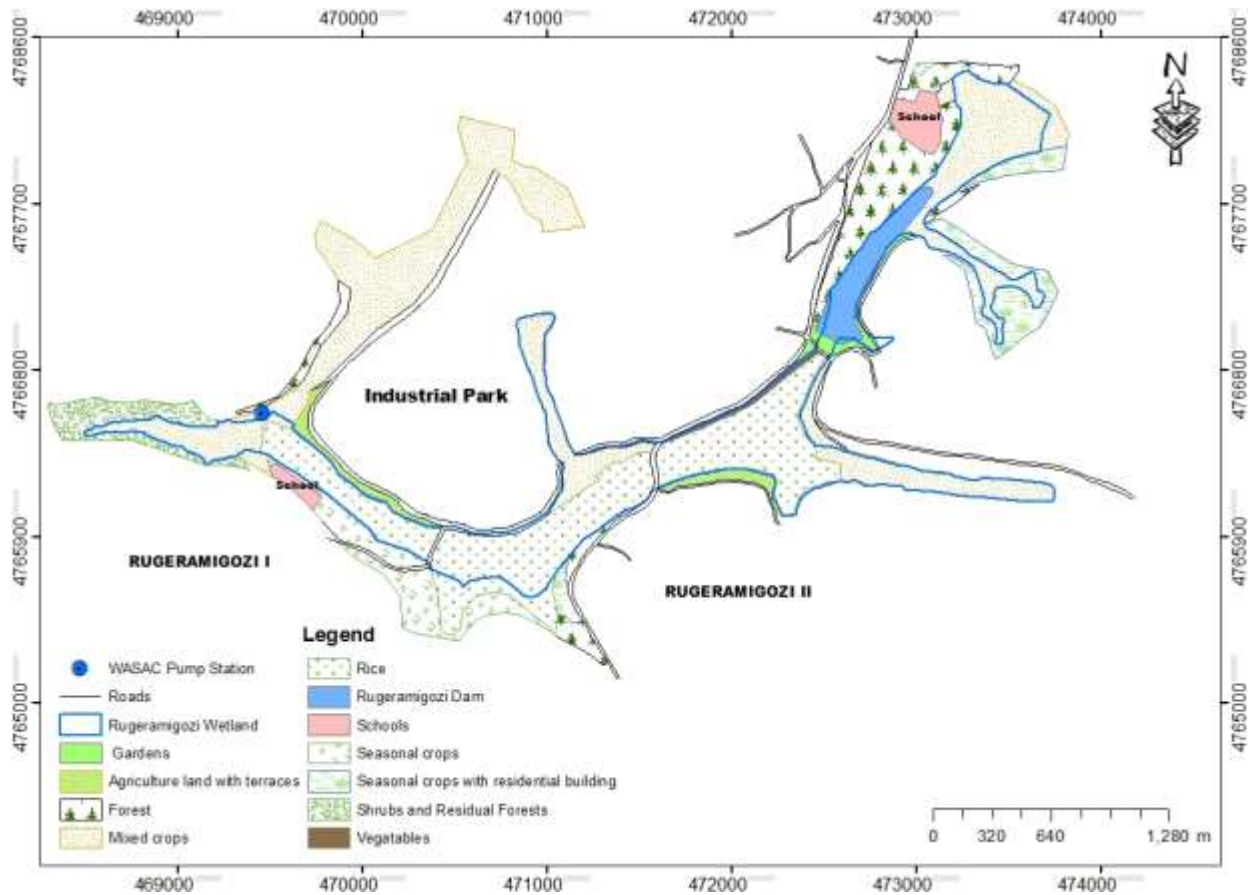 469000 470000 471000 472000 473000 474000
4768600 4768600
N
School
4767700 4767700
4766800 4766800
Industrial Park
School
4765900 4765900
RUGERAMIGOZI I
RUGERAMIGOZI II
Legend
WASAC Pump Station
Roads
Rugeramigozi Wetland
Gardens
Agriculture land with terraces
Forest
Mixed crops
Rice
Rugeramigozi Dam
Schools
Seasonal crops
Seasonal crops with residential building
Shrubs and Residual Forests
Vegatables
4765000 4765000
0 320 640 1,280 m
469000 470000 471000 472000 473000 474000